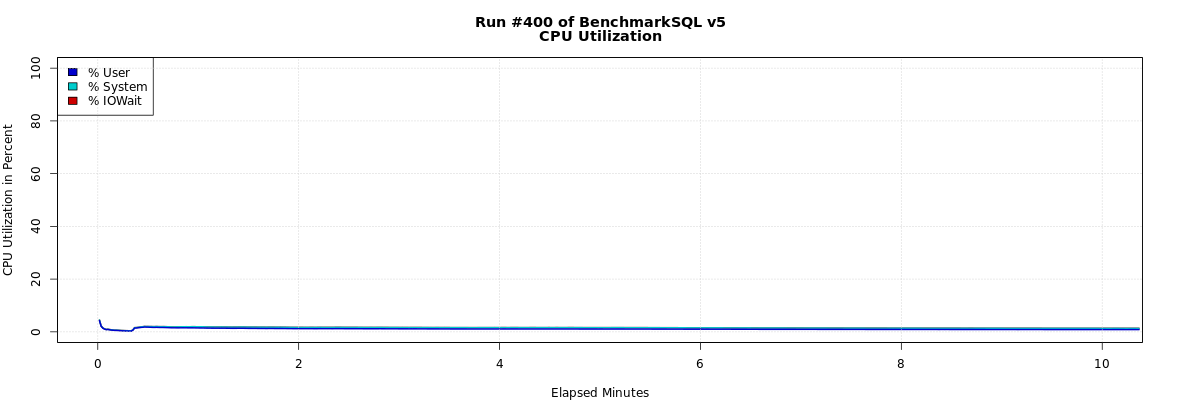 Run #400 of BenchmarkSQL v5
CPU Utilization
% User
% System
% IOWait
CPU Utilization in Percent
100
80
60
40
20
0
0 2 4 6 8 10
Elapsed Minutes